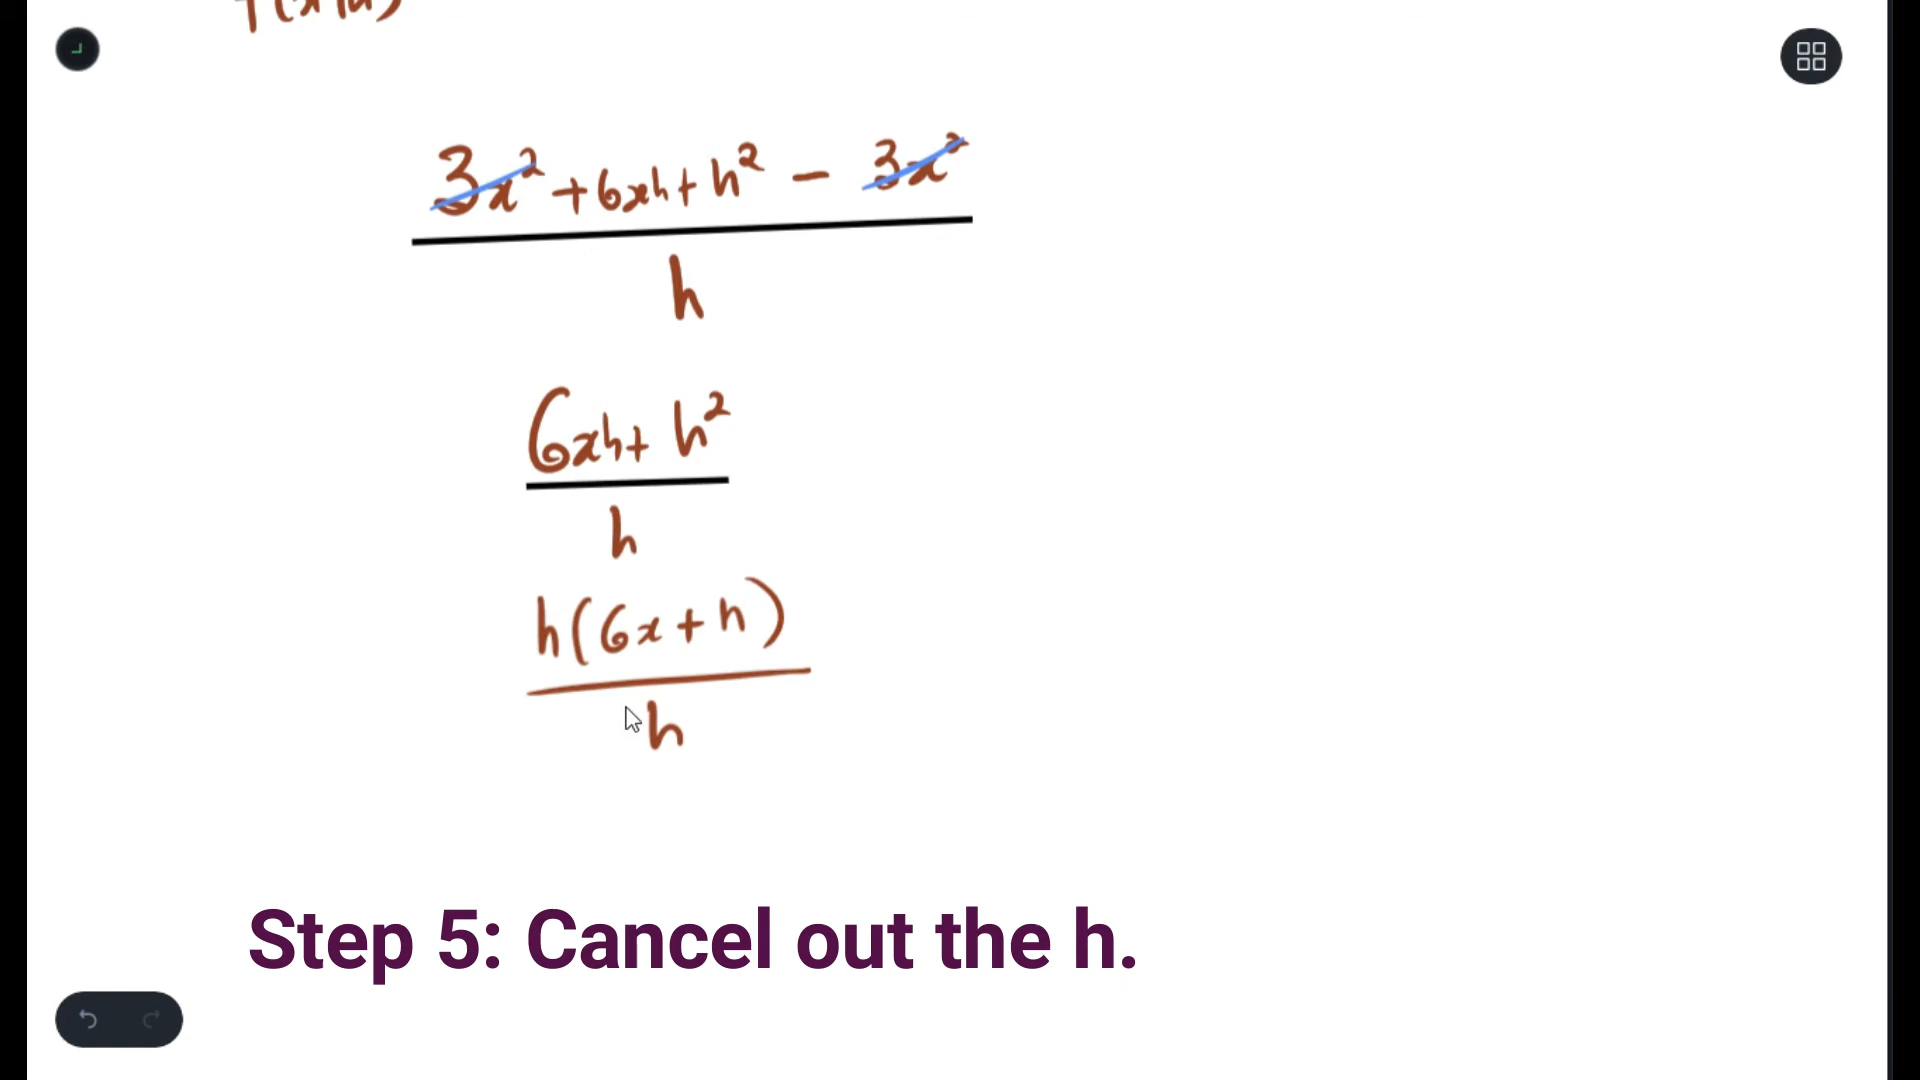 3x² + 6xh + h² - 3x²
h
6xh + h²
h
h(6x + h)
h
Step 5: Cancel out the h.